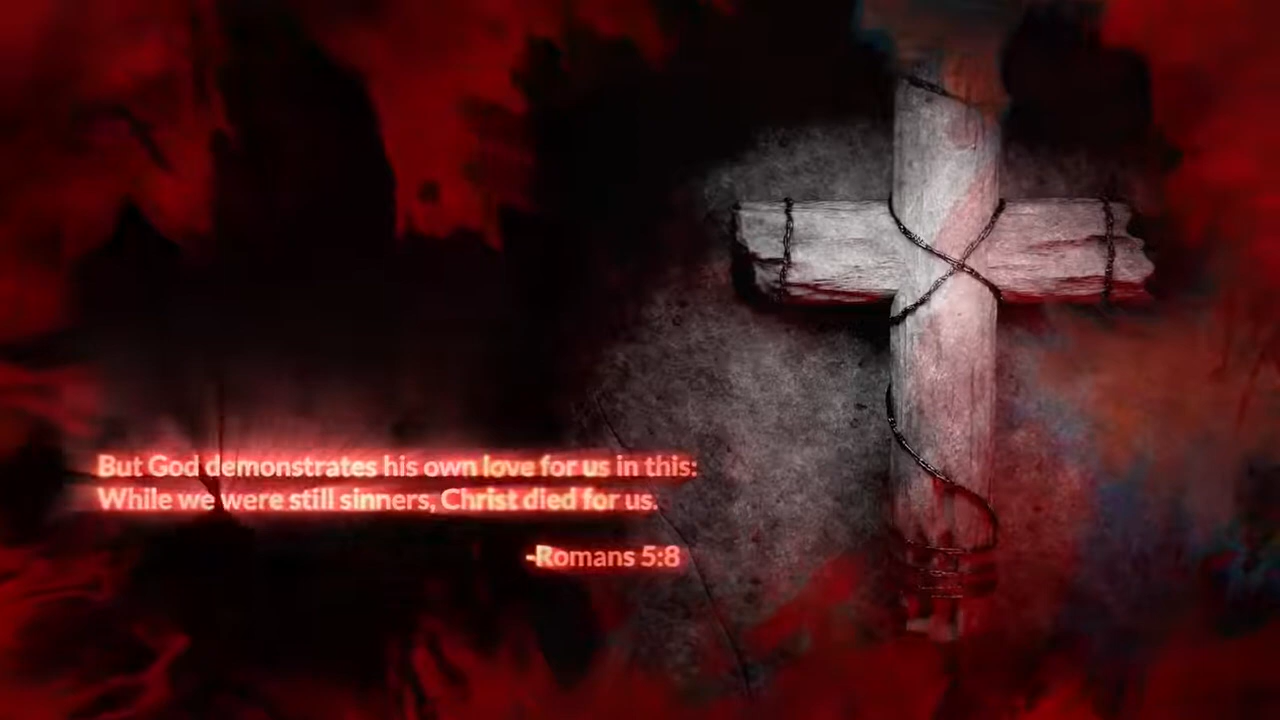 But God demonstrates his own love for us in this:
While we were still sinners, Christ died for us.
-Romans 5:8